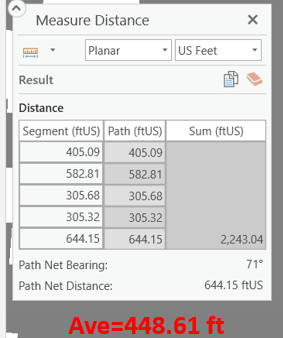 Measure Distance
Planar US Feet
Result
Distance
Segment (ftUS) Path (ftUS) Sum (ftUS)
405.09 405.09
582.81 582.81
305.68 305.68
305.32 305.32
644.15 644.15 2,243.04
Path Net Bearing: 71°
Path Net Distance: 644.15 ftUS
Ave=448.61 ft